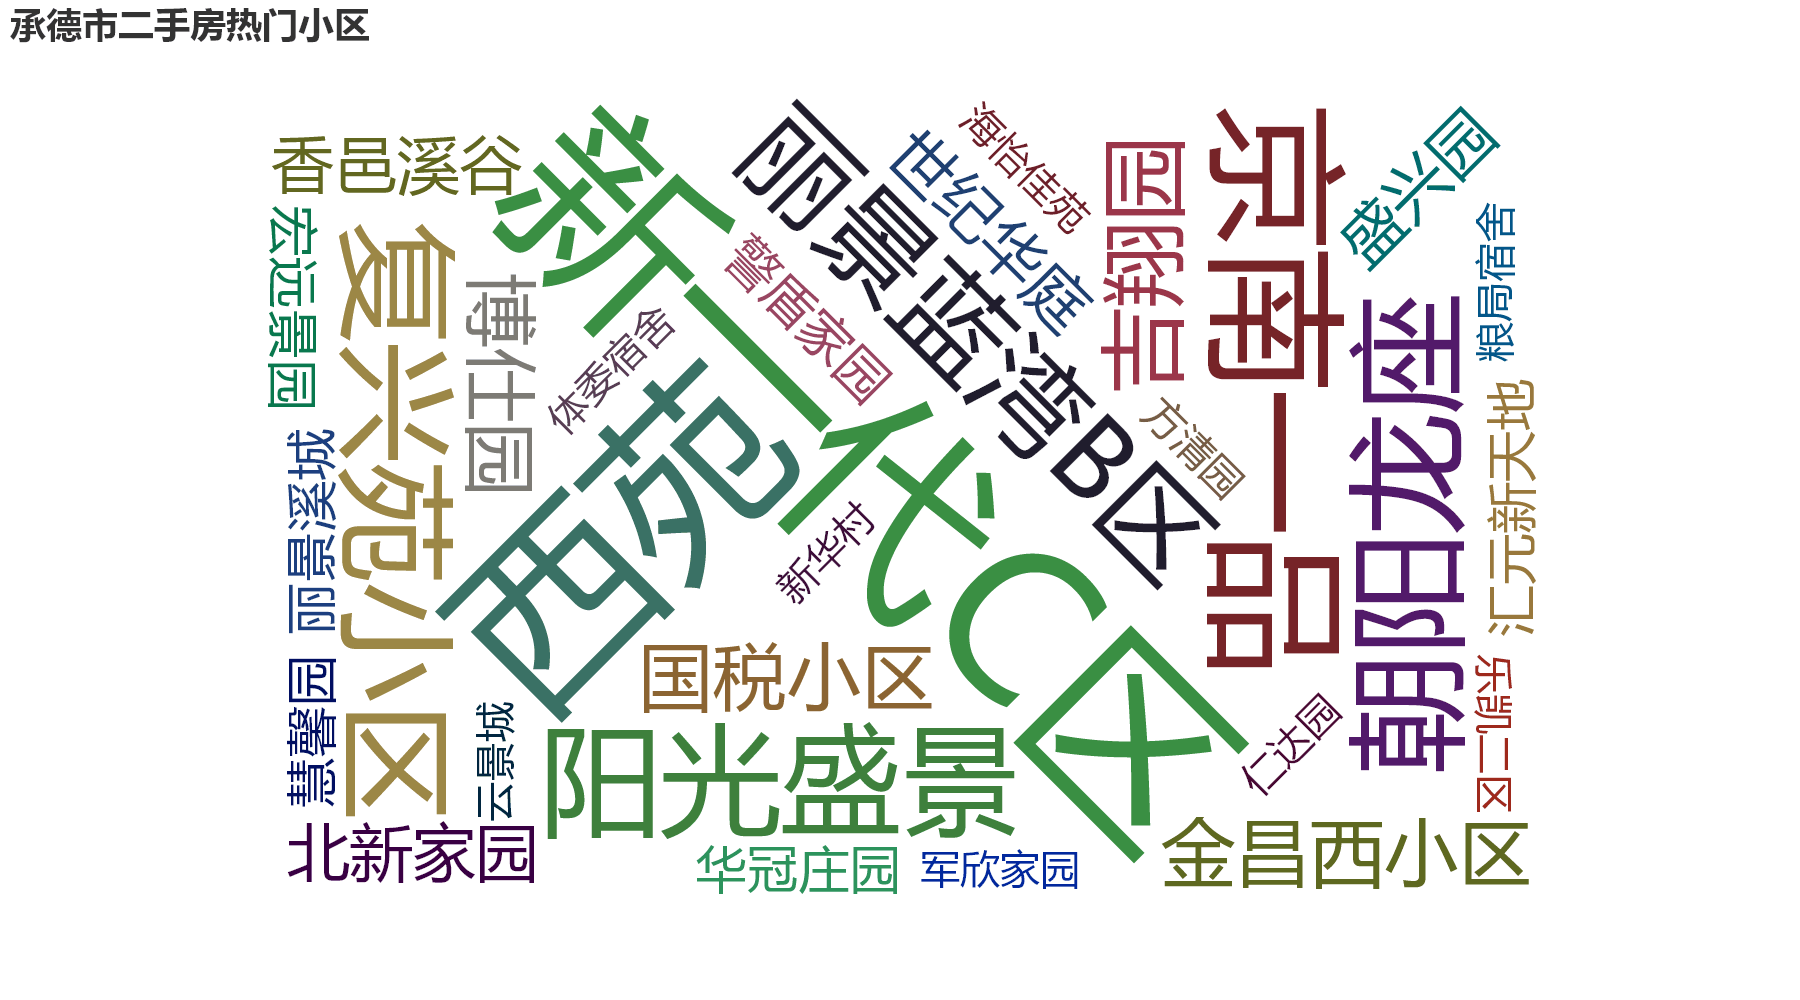 承德市二手房热门小区
香邑溪谷
新一代C区
丽景蓝湾B区
世纪华庭
海怡佳苑
吉翔园
京南一品
盛兴园
宏远景园
复兴苑小区
博仕园
体委宿舍
警盾家园
粮局宿舍
朝阳龙座
西苑
方清园
汇元新天地
丽景溪城
新华村
国税小区
慧馨园
云景城
阳光盛景
仁达园
乐凯二区
北新家园
华冠庄园
军欣家园
金昌西小区